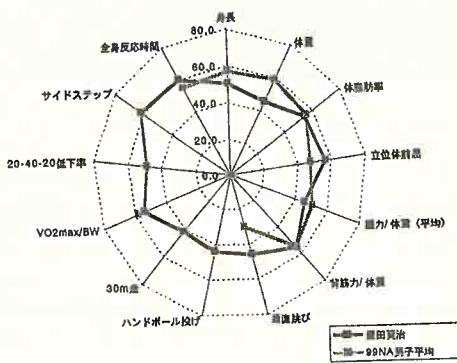 80.0
身長
全身反応時間
体重
60.0
サイドステップ
体脂肪率
40.0
20.0
20・40・20低下率
立位体前屈
0.0
VO2max/BW
握力/体重（平均）
30m走
背筋力/体重
ハンドボール投げ
99NA男子平均